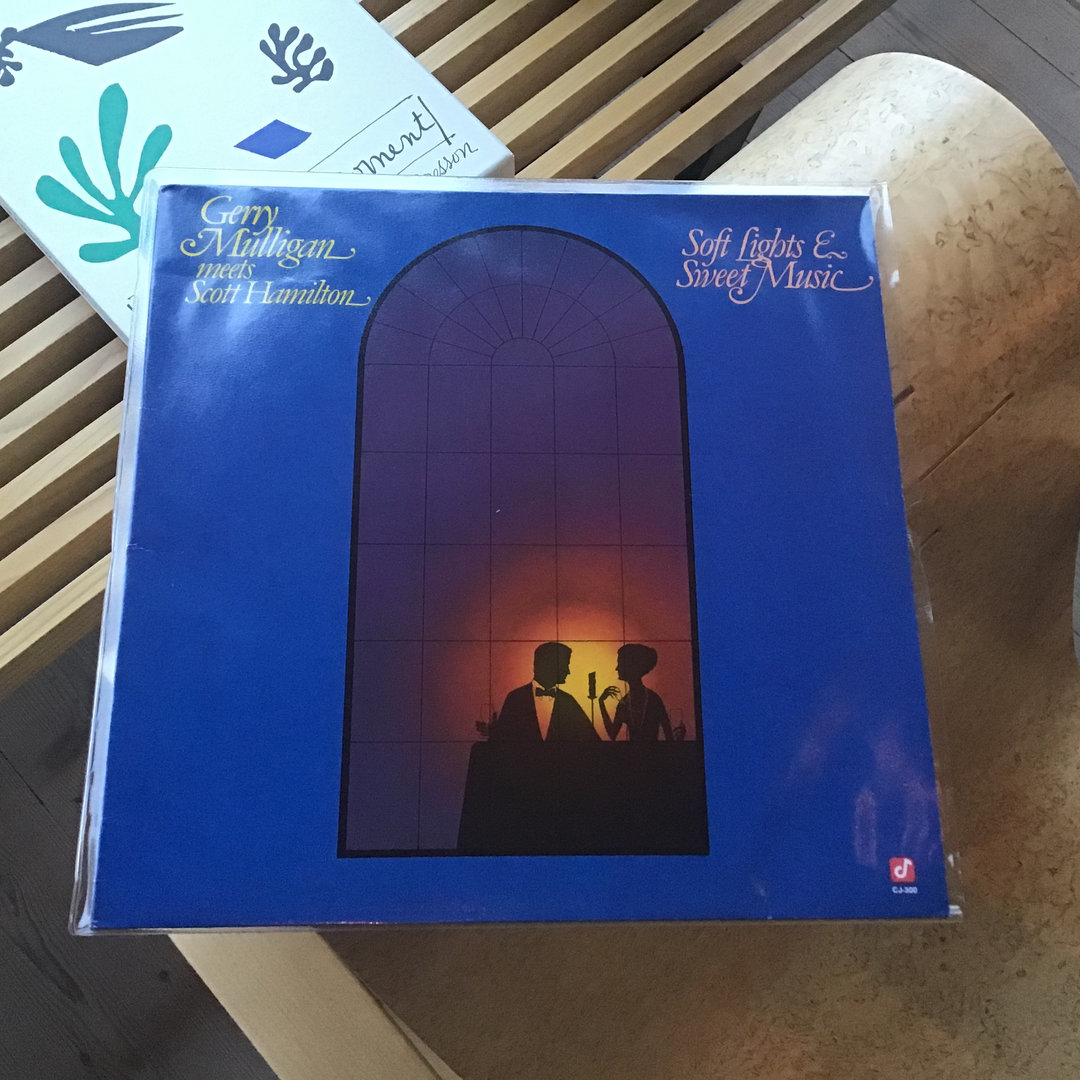 Gerry
Mulligan
meets
Scott Hamilton
Soft Lights &
Sweet Music
CJ-300